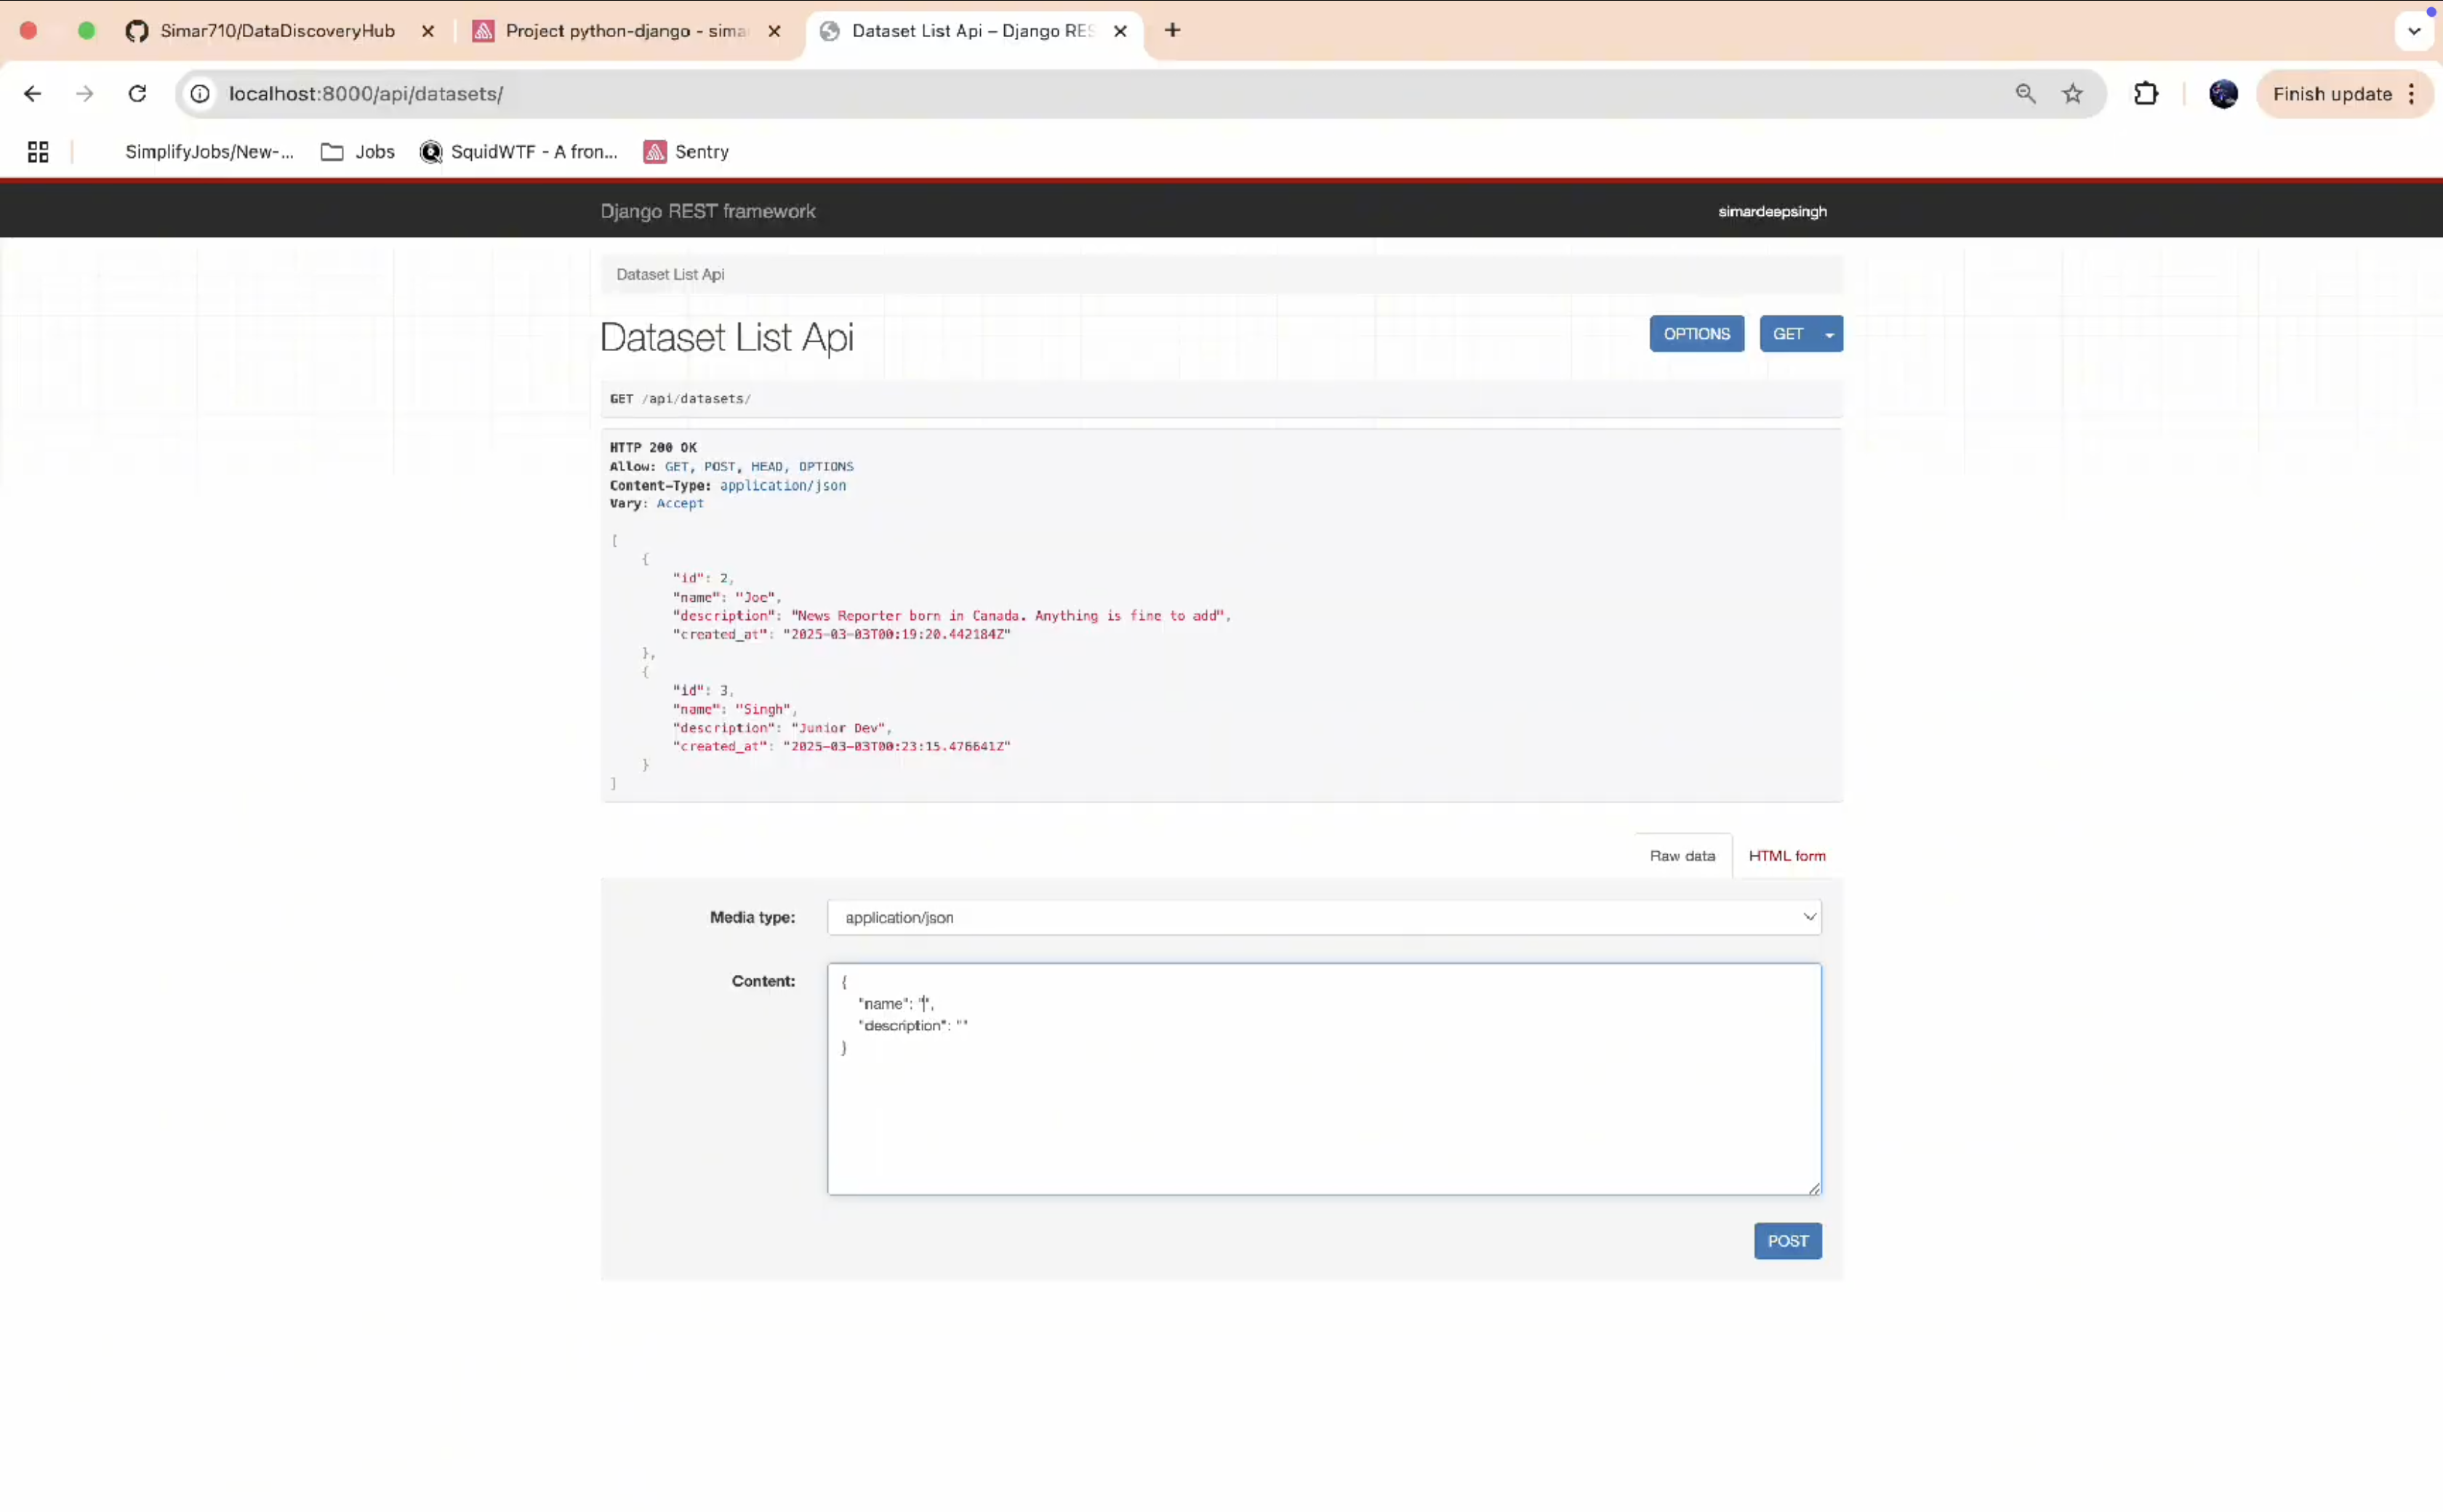 Simar710/DataDiscoveryHub
Project python-django - sima
Dataset List Api – Django RES
localhost:8000/api/datasets/
Finish update
SimplifyJobs/New-...
Jobs
SquidWTF - A fron...
Sentry
Django REST framework
simardeepsingh
Dataset List Api
Dataset List Api
OPTIONS
GET
GET /api/datasets/
HTTP 200 OK
Allow: GET, POST, HEAD, OPTIONS
Content-Type: application/json
Vary: Accept
[
{
"id": 2,
"name": "Joe",
"description": "News Reporter born in Canada. Anything is fine to add",
"created_at": "2025-03-03T00:19:20.442184Z"
},
{
"id": 3,
"name": "Singh",
"description": "Junior Dev",
"created_at": "2025-03-03T00:23:15.476641Z"
}
]
Raw data
HTML form
Media type:
application/json
Content:
{
"name": "",
"description": ""
}
POST